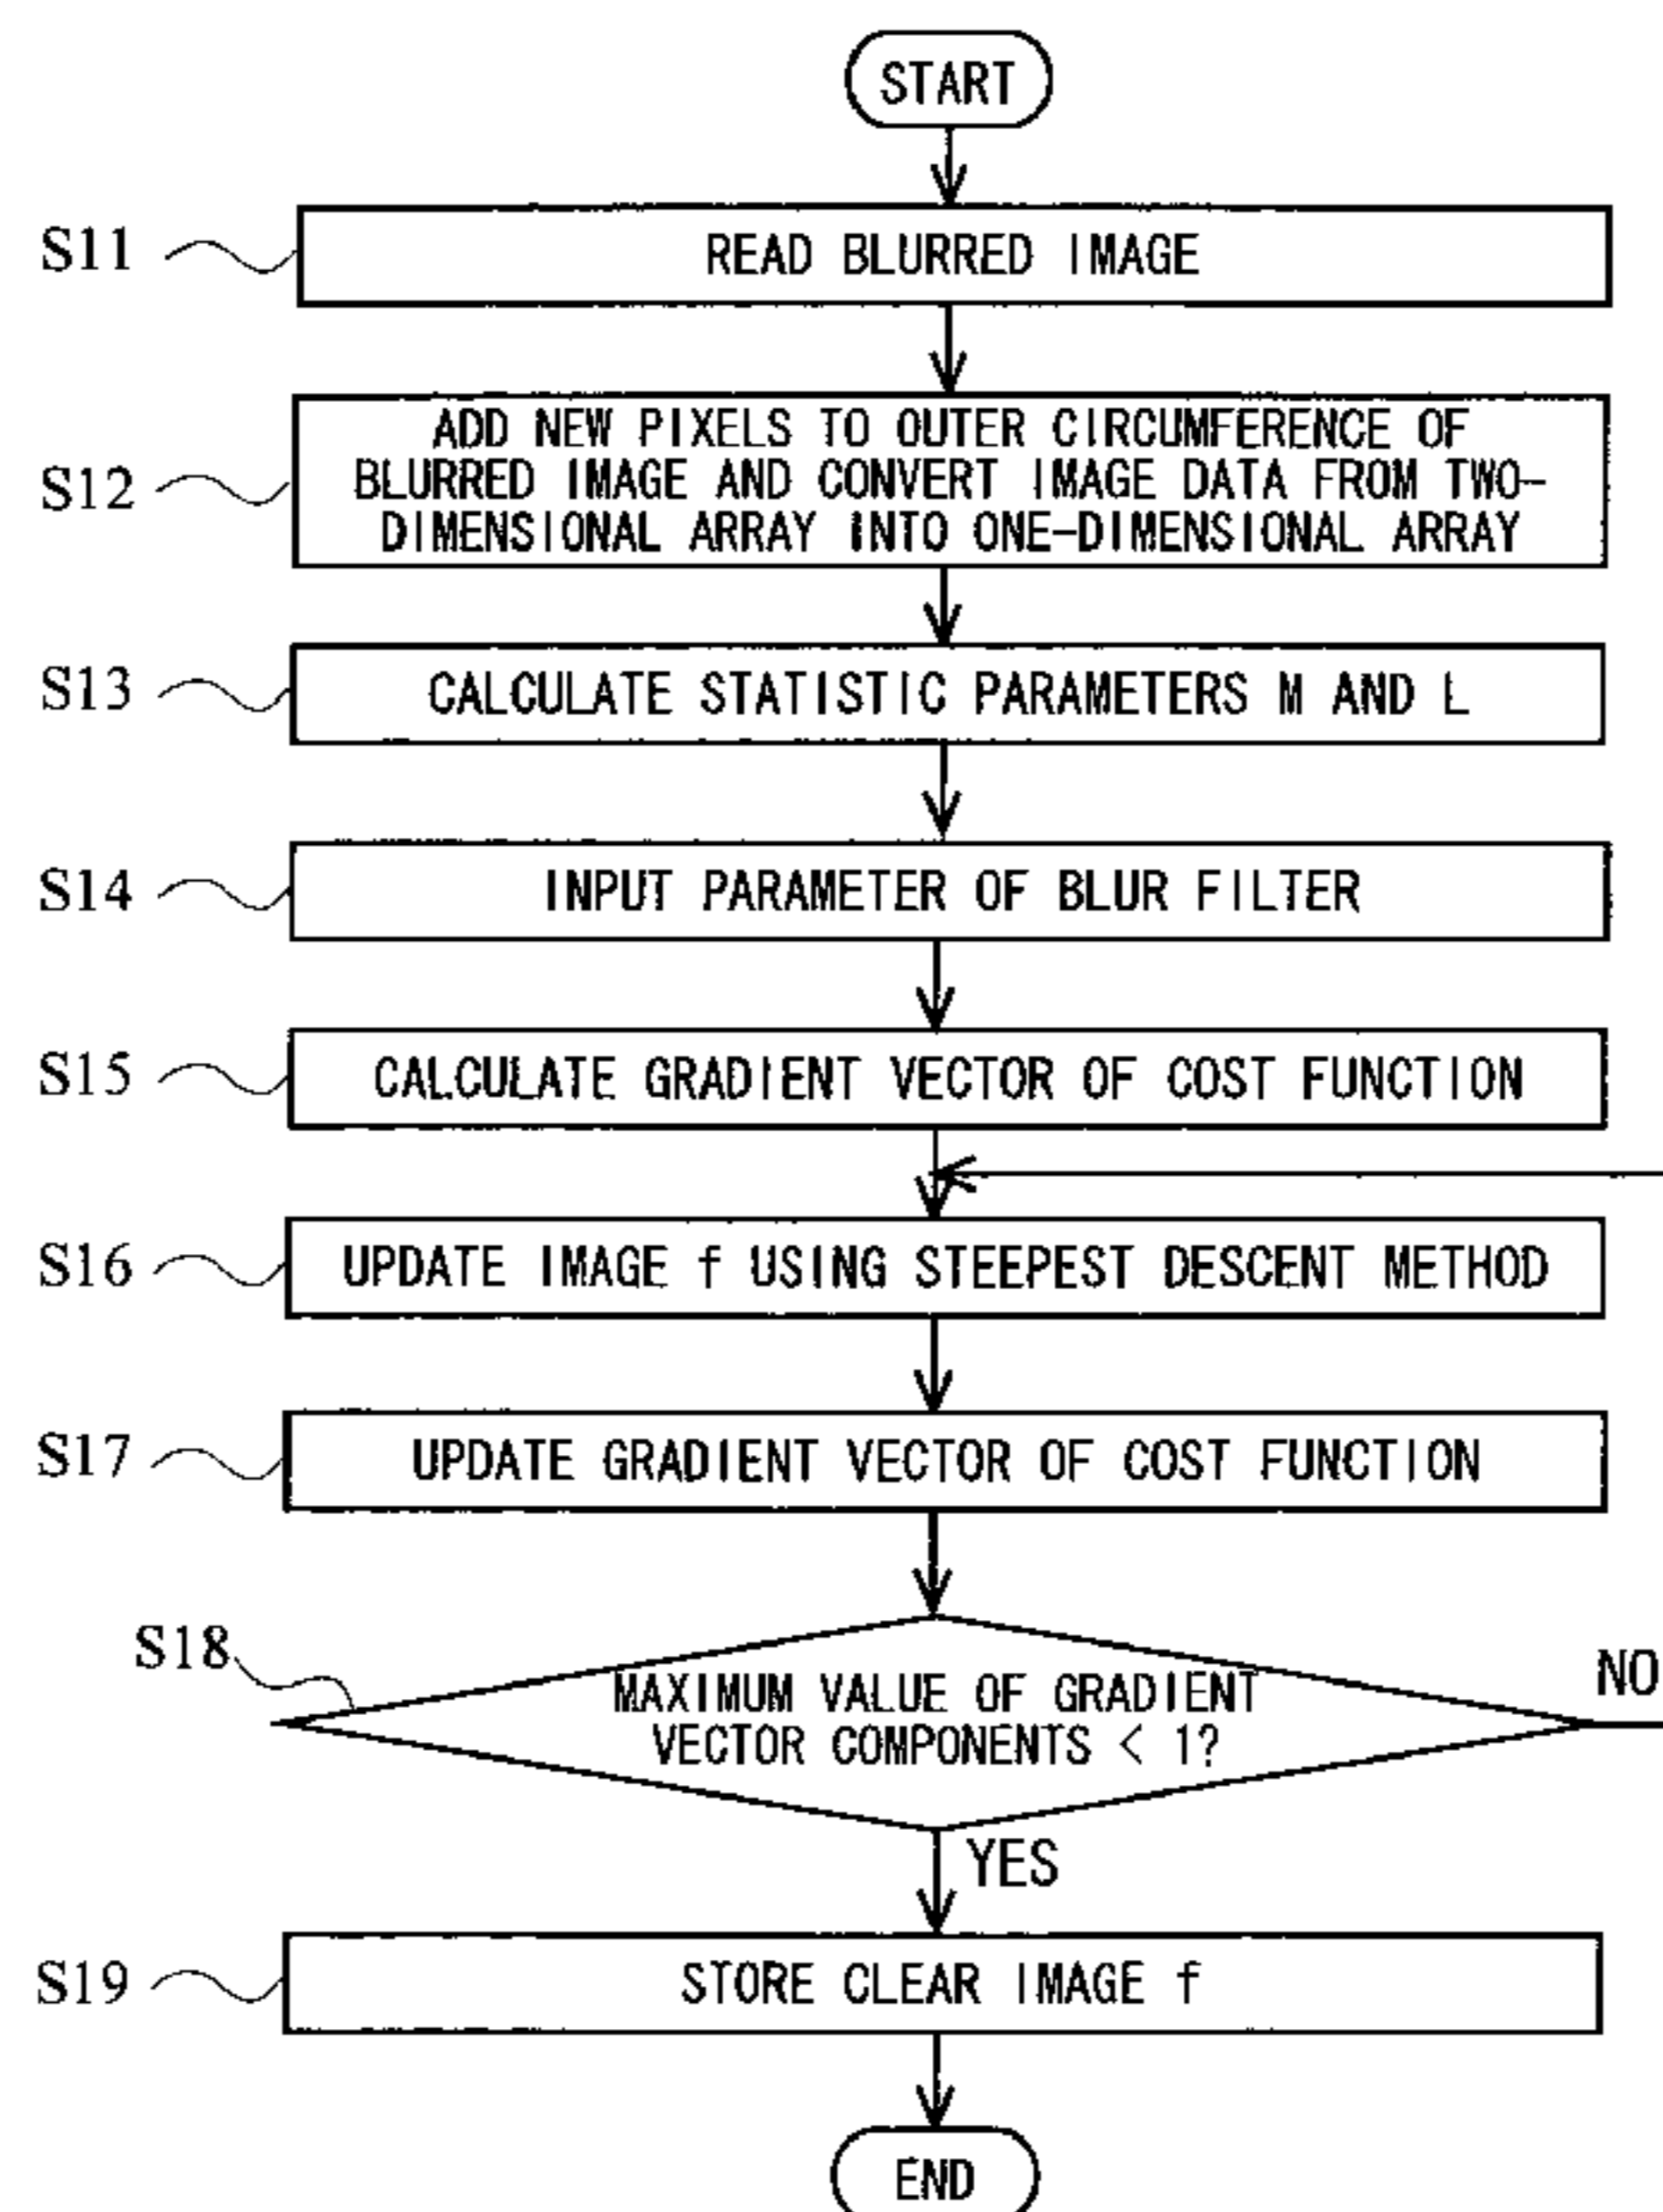 START
S11
READ BLURRED IMAGE
S12
ADD NEW PIXELS TO OUTER CIRCUMFERENCE OF
BLURRED IMAGE AND CONVERT IMAGE DATA FROM TWO-
DIMENSIONAL ARRAY INTO ONE-DIMENSIONAL ARRAY
S13
CALCULATE STATISTIC PARAMETERS M AND L
S14
INPUT PARAMETER OF BLUR FILTER
S15
CALCULATE GRADIENT VECTOR OF COST FUNCTION
S16
UPDATE IMAGE f USING STEEPEST DESCENT METHOD
S17
UPDATE GRADIENT VECTOR OF COST FUNCTION
S18
MAXIMUM VALUE OF GRADIENT
VECTOR COMPONENTS < 1?
NO
YES
S19
STORE CLEAR IMAGE f
END